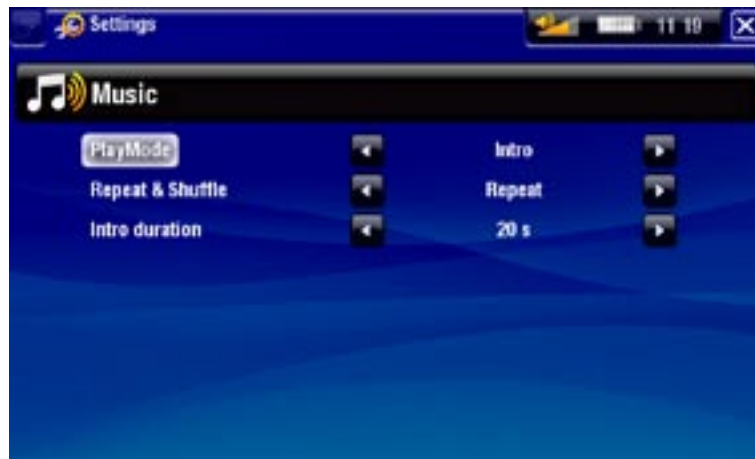 Settings 11 19
Music
PlayMode Intro
Repeat & Shuffle Repeat
Intro duration 20 s